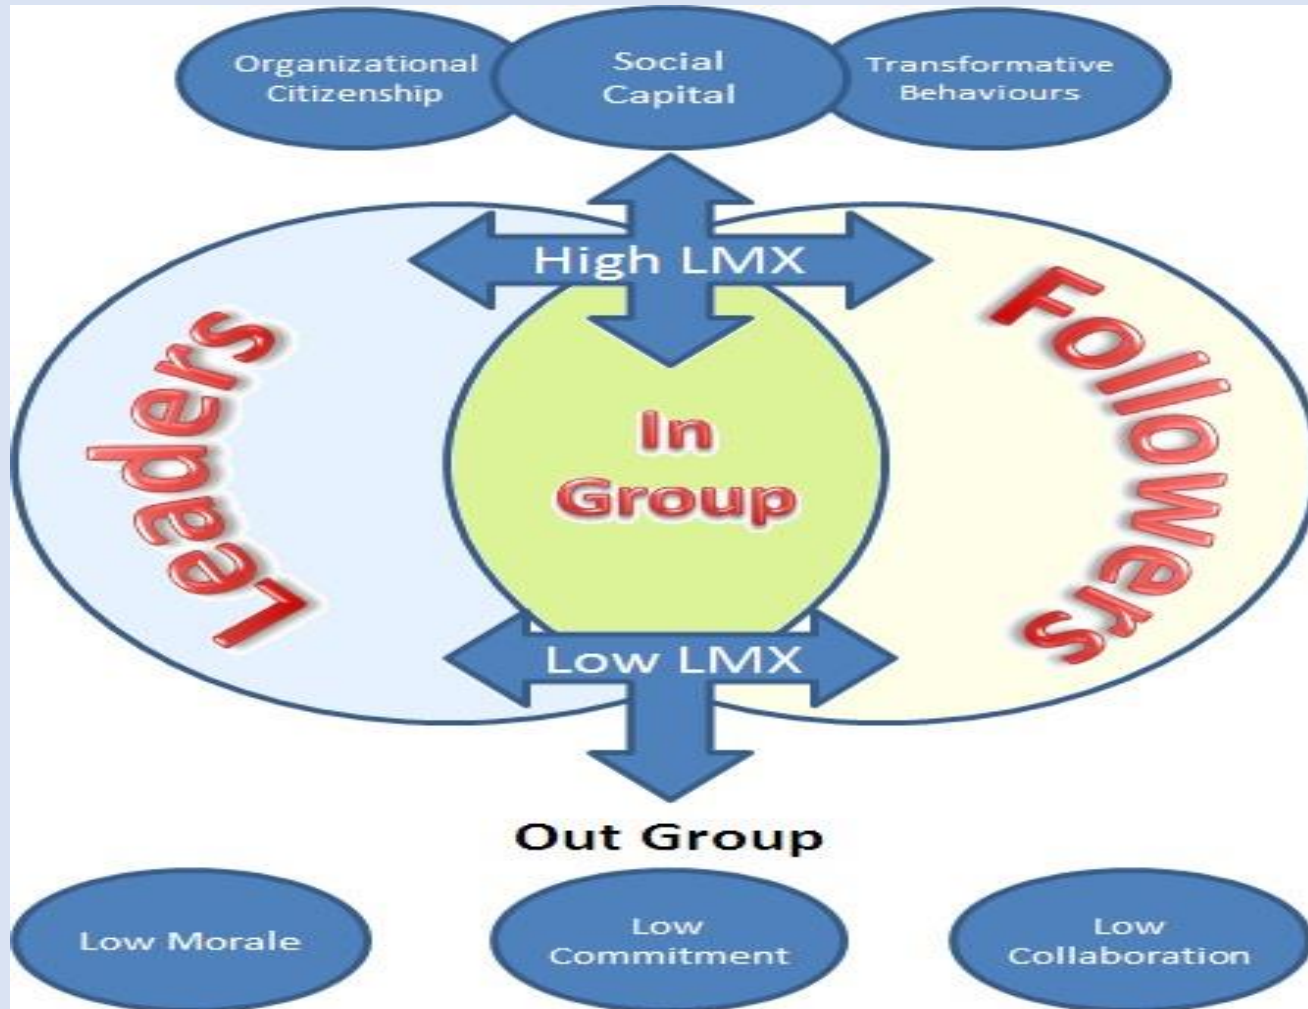 Organizational
Citizenship
Social
Capital
Transformative
Behaviours
High LMX
Leaders
In
Group
Followers
Low LMX
Out Group
Low Morale
Low
Commitment
Low
Collaboration